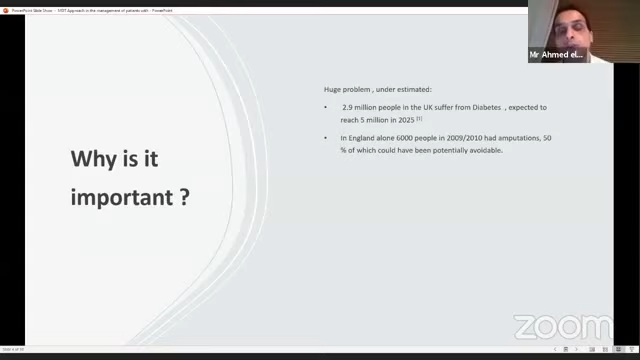 PowerPoint Slide Show - MDT Approach in the management of patients with - PowerPoint
Mr Ahmed el...
Huge problem , under estimated:
• 2.9 million people in the UK suffer from Diabetes , expected to
reach 5 million in 2025 [1]
• In England alone 6000 people in 2009/2010 had amputations, 50
% of which could have been potentially avoidable.
Why is it
important ?
zoom